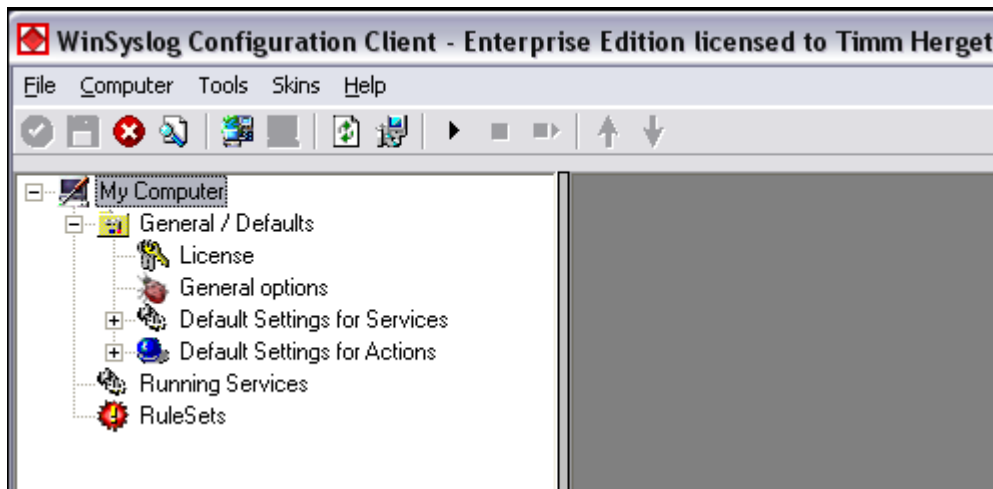 WinSyslog Configuration Client - Enterprise Edition licensed to Timm Herget
File Computer Tools Skins Help
My Computer
General / Defaults
License
General options
Default Settings for Services
Default Settings for Actions
Running Services
RuleSets